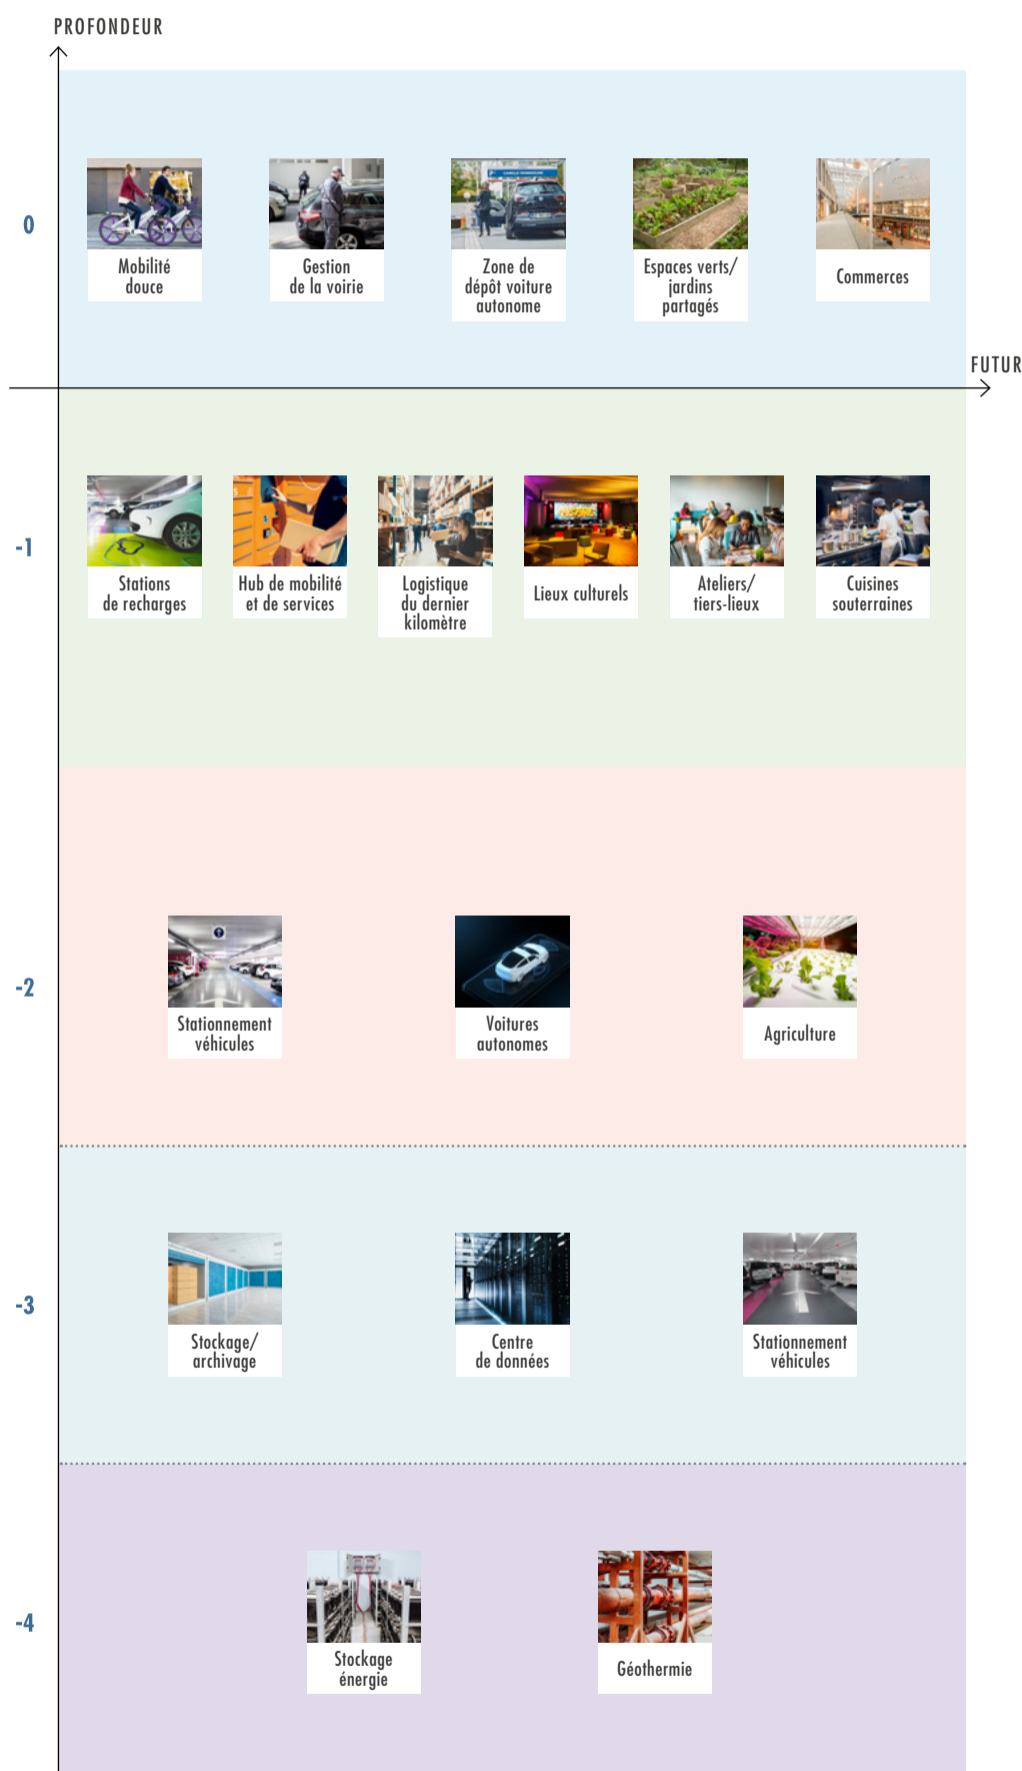 PROFONDEUR
0
Mobilité
douce
Gestion
de la voirie
Zone de
dépôt voiture
autonome
Espaces verts/
jardins
partagés
Commerces
FUTUR
-1
Stations
de recharges
Hub de mobilité
et de services
Logistique
du dernier
kilomètre
Lieux culturels
Ateliers/
tiers-lieux
Cuisines
souterraines
-2
Stationnement
véhicules
Voitures
autonomes
Agriculture
-3
Stockage/
archivage
Centre
de données
Stationnement
véhicules
-4
Stockage
énergie
Géothermie